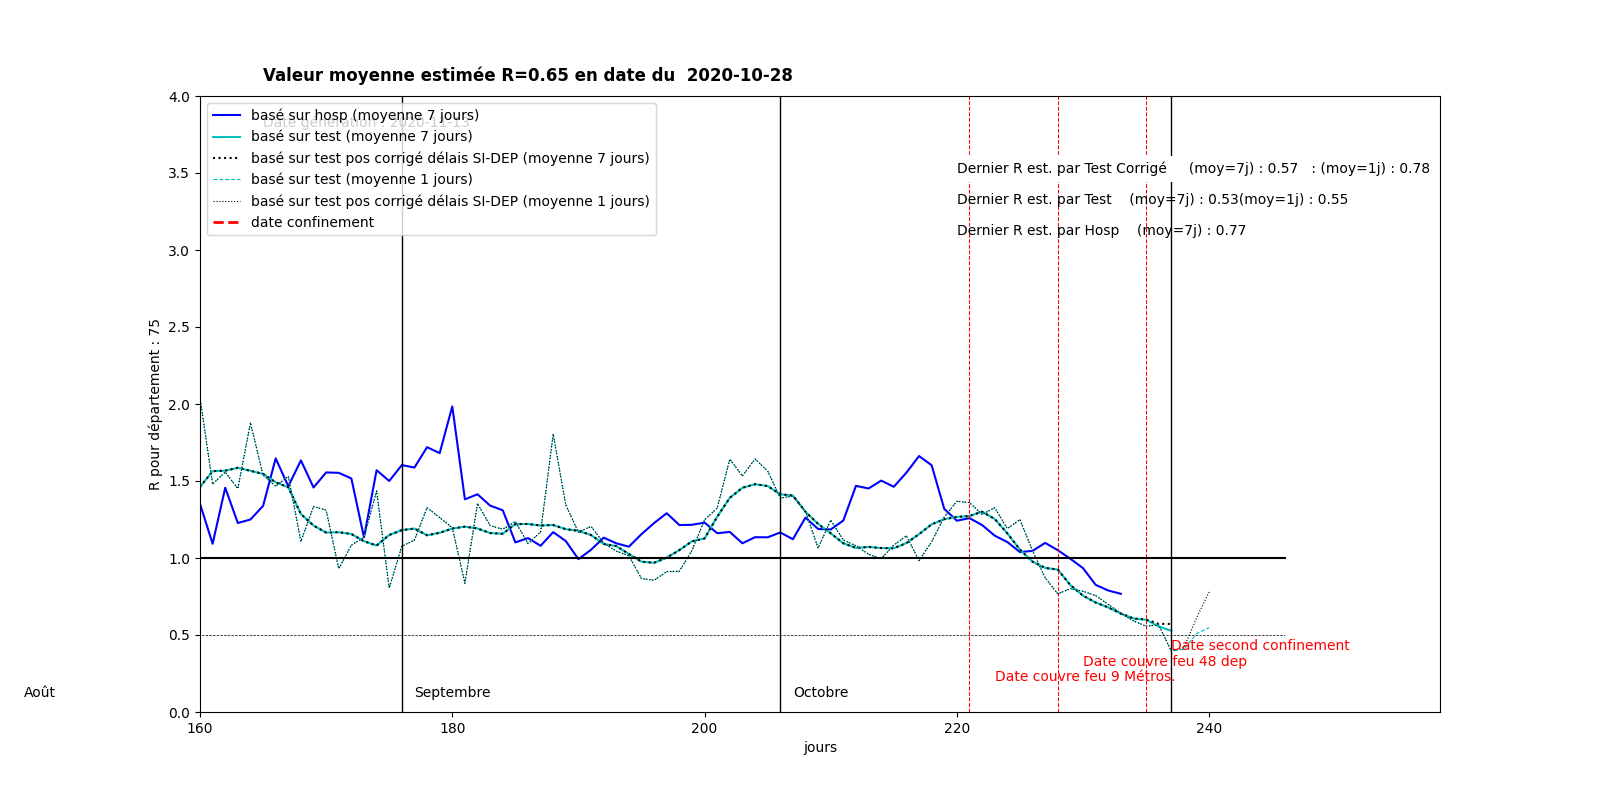 Valeur moyenne estimée R=0.65 en date du  2020-10-28
Date génération : 2020-11-13
basé sur hosp (moyenne 7 jours)
basé sur test (moyenne 7 jours)
basé sur test pos corrigé délais SI-DEP (moyenne 7 jours)
basé sur test (moyenne 1 jours)
basé sur test pos corrigé délais SI-DEP (moyenne 1 jours)
date confinement
Dernier R est. par Test Corrigé     (moy=7j) : 0.57   : (moy=1j) : 0.78
Dernier R est. par Test    (moy=7j) : 0.53(moy=1j) : 0.55
Dernier R est. par Hosp    (moy=7j) : 0.77
R pour département : 75
4.0
3.5
3.0
2.5
2.0
1.5
1.0
0.5
0.0
Date second confinement
Date couvre feu 48 dep
Date couvre feu 9 Métros.
Août
Septembre
Octobre
160
180
200
220
240
jours